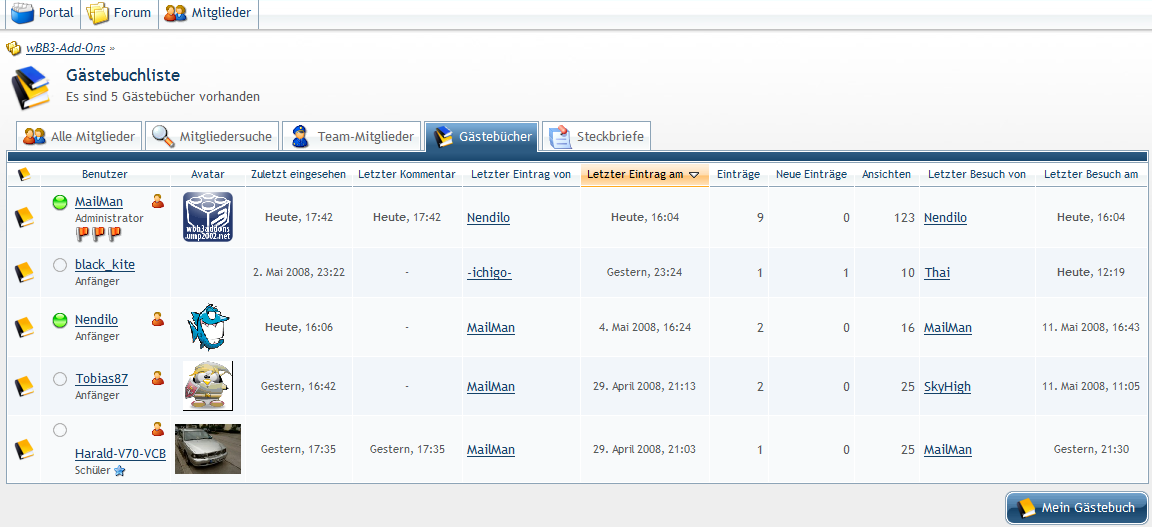 Portal Forum Mitglieder
wBB3-Add-Ons »
Gästebuchliste
Es sind 5 Gästebücher vorhanden
Alle Mitglieder Mitgliedersuche Team-Mitglieder Gästebücher Steckbriefe
Benutzer Avatar Zuletzt eingesehen Letzter Kommentar Letzter Eintrag von Letzter Eintrag am Einträge Neue Einträge Ansichten Letzter Besuch von Letzter Besuch am
MailMan
Administrator
wbb3addons
.ump2002.net
Heute, 17:42 Heute, 17:42 Nendilo Heute, 16:04 9 0 123 Nendilo Heute, 16:04
black_kite
Anfänger
2. Mai 2008, 23:22 - -ichigo- Gestern, 23:24 1 1 10 Thai Heute, 12:19
Nendilo
Anfänger
Heute, 16:06 - MailMan 4. Mai 2008, 16:24 2 0 16 MailMan 11. Mai 2008, 16:43
Tobias87
Anfänger
Gestern, 16:42 - MailMan 29. April 2008, 21:13 2 0 25 SkyHigh 11. Mai 2008, 11:05
Harald-V70-VCB
Schüler
Gestern, 17:35 Gestern, 17:35 MailMan 29. April 2008, 21:03 1 0 25 MailMan Gestern, 21:30
Mein Gästebuch